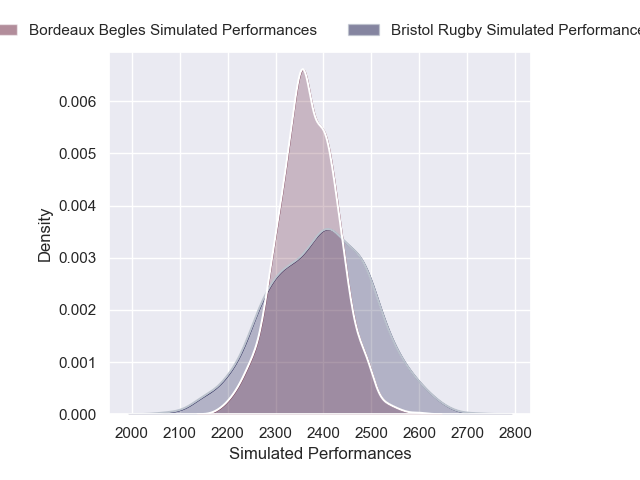 Bordeaux Begles Simulated Performances
Bristol Rugby Simulated Performance
0.006
0.005
0.004
0.003
0.002
0.001
0.000
Density
2000 2100 2200 2300 2400 2500 2600 2700 2800
Simulated Performances